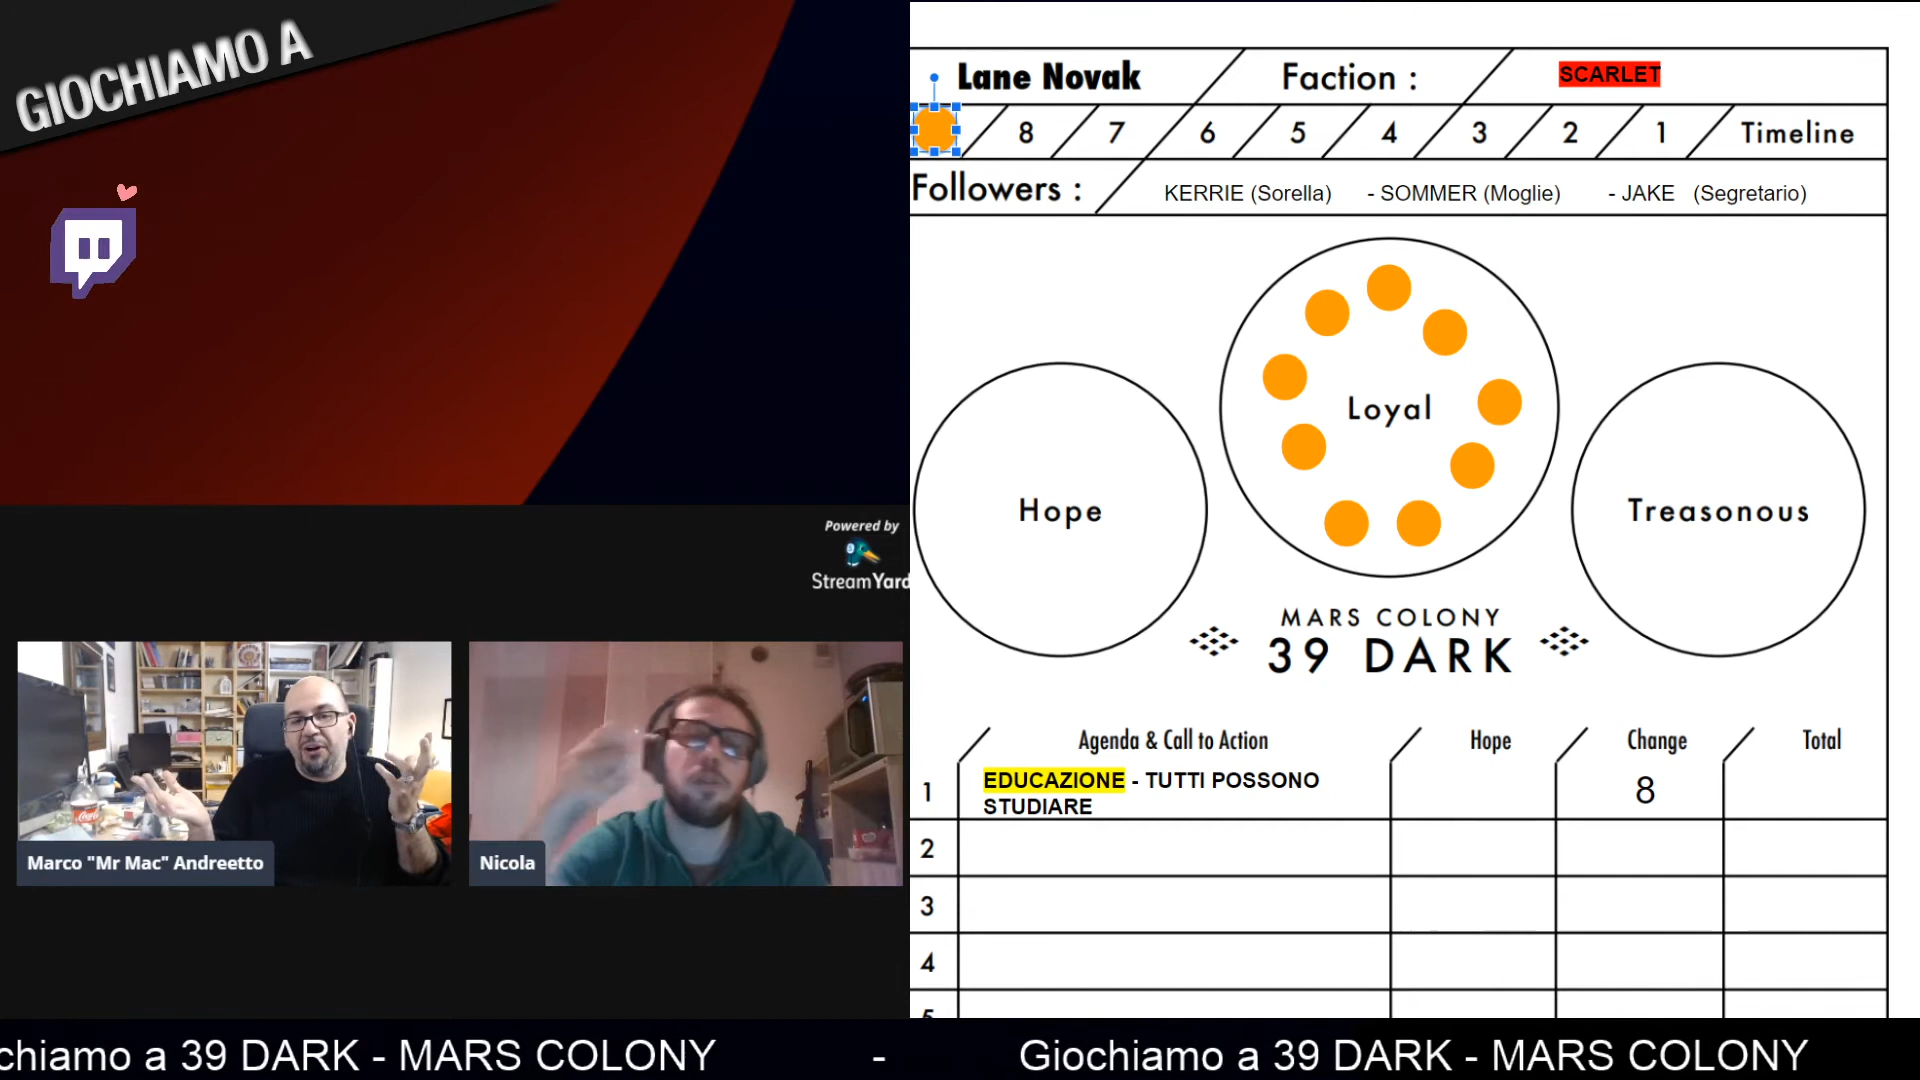 GIOCHIAMO A
Powered by
StreamYard
Marco "Mr Mac" Andreetto
Nicola
Lane Novak
Faction :
SCARLET
8 7 6 5 4 3 2 1 Timeline
Followers :
KERRIE (Sorella) - SOMMER (Moglie) - JAKE (Segretario)
Loyal
Hope
Treasonous
MARS COLONY
39 DARK
Agenda & Call to Action Hope Change Total
1 EDUCAZIONE - TUTTI POSSONO
STUDIARE
8
2
3
4
chiamo a 39 DARK - MARS COLONY - Giochiamo a 39 DARK - MARS COLONY